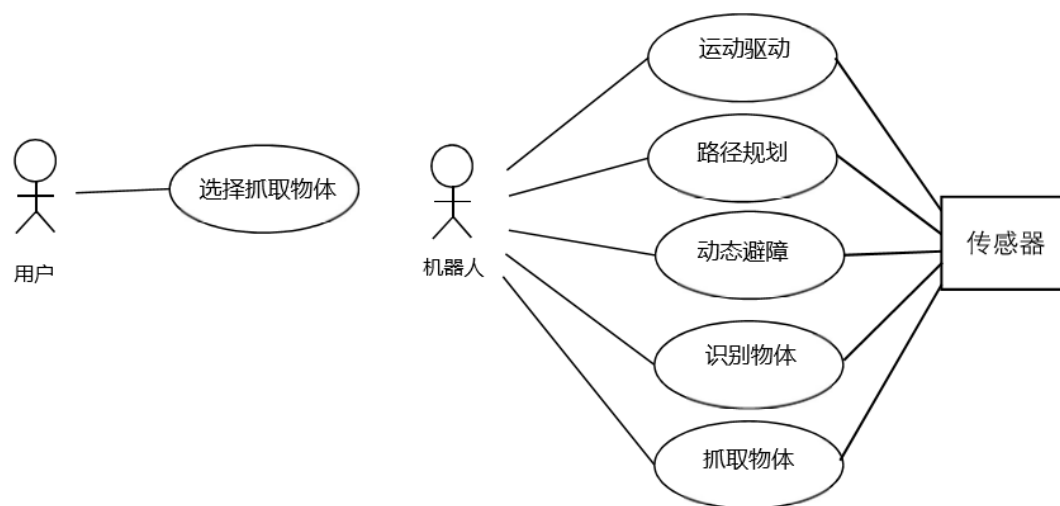 运动驱动
路径规划
选择抓取物体
动态避障
传感器
用户
机器人
识别物体
抓取物体